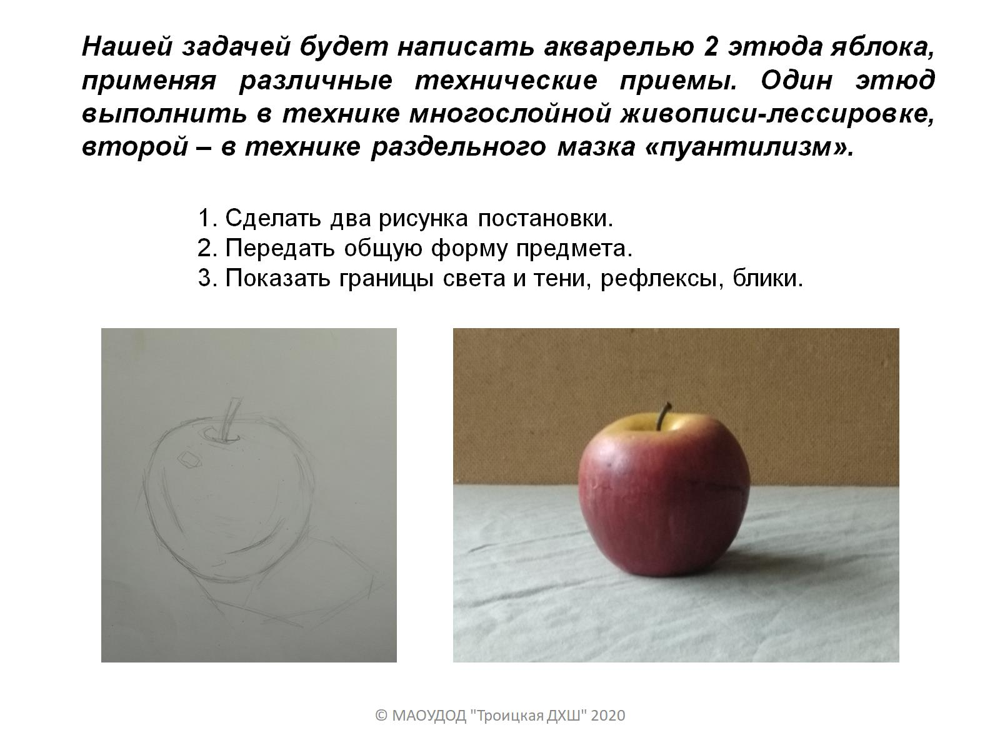 Нашей задачей будет написать акварелью 2 этюда яблока,
применяя различные технические приемы. Один этюд
выполнить в технике многослойной живописи-лессировке,
второй – в технике раздельного мазка «пуантилизм».
1. Сделать два рисунка постановки.
2. Передать общую форму предмета.
3. Показать границы света и тени, рефлексы, блики.
© МАОУДОД "Троицкая ДХШ" 2020